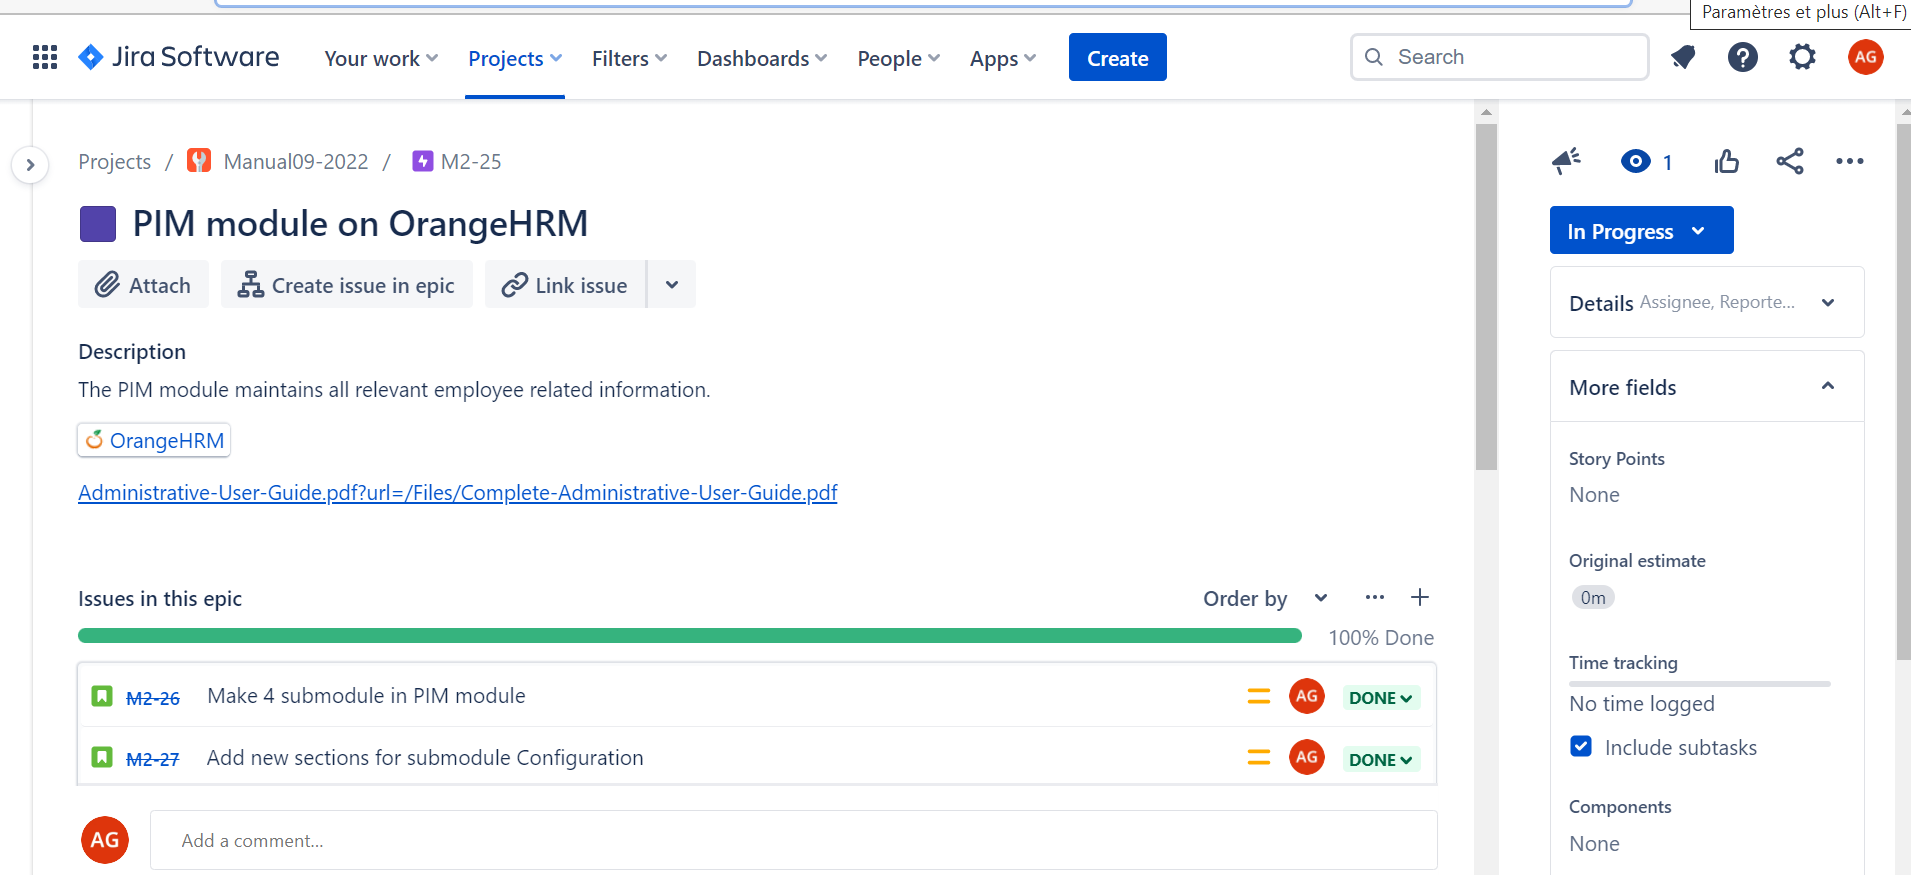 Paramètres et plus (Alt+F)
Jira Software Your work Projects Filters Dashboards People Apps Create Search AG
Projects / Manual09-2022 / M2-25
1
PIM module on OrangeHRM
In Progress
Attach Create issue in epic Link issue
Details Assignee, Reporte...
Description
The PIM module maintains all relevant employee related information.
OrangeHRM
Administrative-User-Guide.pdf?url=/Files/Complete-Administrative-User-Guide.pdf
More fields
Story Points
None
Original estimate
0m
Issues in this epic Order by
100% Done
M2-26 Make 4 submodule in PIM module AG DONE
M2-27 Add new sections for submodule Configuration AG DONE
Time tracking
No time logged
Include subtasks
Components
None
AG Add a comment...